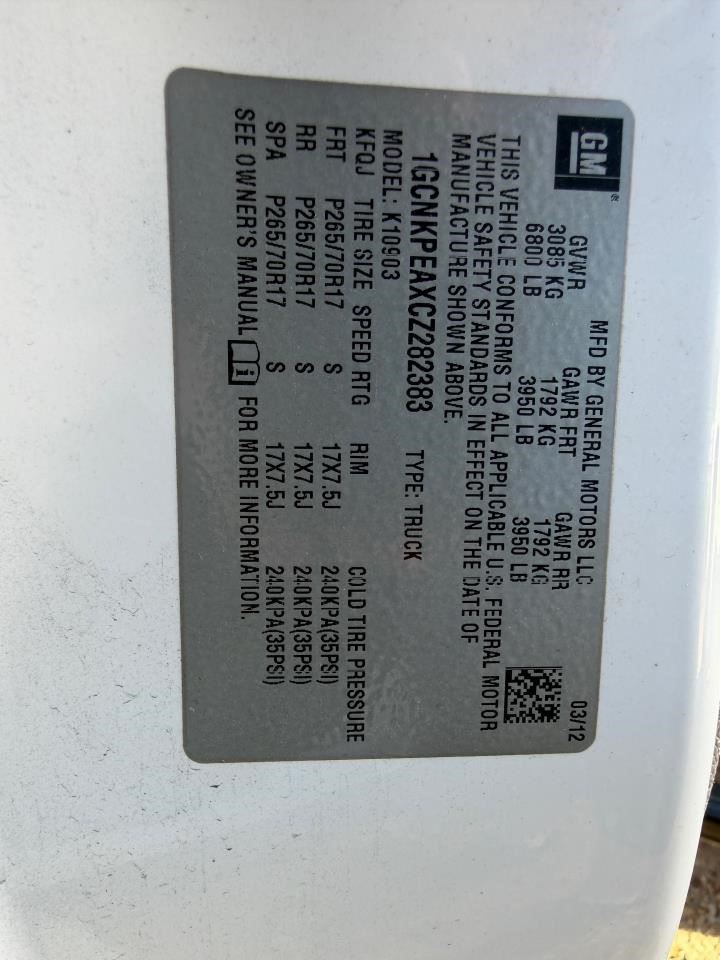 GM®
MFD BY GENERAL MOTORS LLC 03/12
GVWR GAWR FRT GAWR RR
3085 KG 1792 KG 1792 KG
6800 LB 3950 LB 3950 LB
THIS VEHICLE CONFORMS TO ALL APPLICABLE U.S. FEDERAL MOTOR
VEHICLE SAFETY STANDARDS IN EFFECT ON THE DATE OF
MANUFACTURE SHOWN ABOVE.
1GCNKPEAXCZ282383 TYPE: TRUCK
MODEL: K10903
KFQJ TIRE SIZE SPEED RTG RIM COLD TIRE PRESSURE
FRT P265/70R17 S 17X7.5J 240KPA(35PSI)
RR P265/70R17 S 17X7.5J 240KPA(35PSI)
SPA P265/70R17 S 17X7.5J 240KPA(35PSI)
SEE OWNER'S MANUAL i FOR MORE INFORMATION.